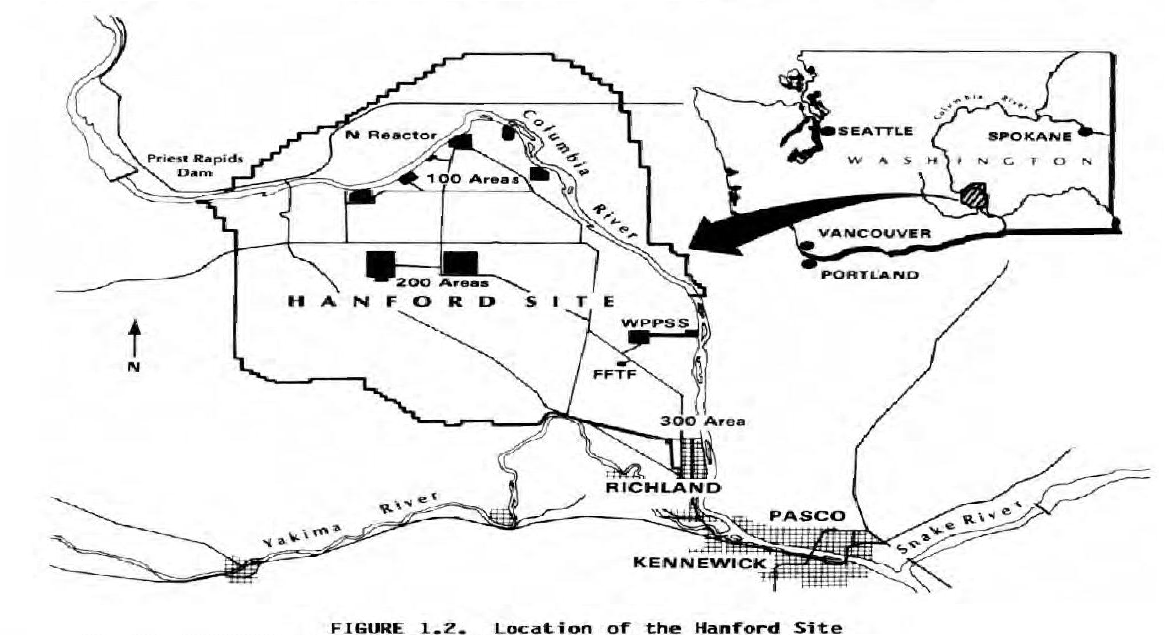 Columbia River
N Reactor
SEATTLE
SPOKANE
Priest Rapids
Dam
WASHINGTON
100 Areas
Columbia
River
VANCOUVER
PORTLAND
200 Areas
HANFORD SITE
WPPSS
N
FFTF
300 Area
RICHLAND
Yakima River
PASCO
Snake River
KENNEWICK
FIGURE 1.2. Location of the Hanford Site